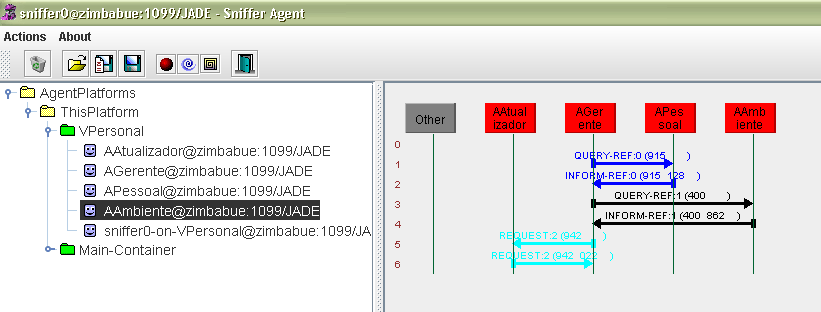 sniffer0@zimbabue:1099/JADE - Sniffer Agent
Actions About
AgentPlatforms
ThisPlatform
VPersonal
AAtualizador@zimbabue:1099/JADE
AGerente@zimbabue:1099/JADE
APessoal@zimbabue:1099/JADE
AAmbiente@zimbabue:1099/JADE
sniffer0-on-VPersonal@zimbabue:1099/JA
Main-Container
Other AAtual AGer APes AAmb
izador ente soal iente
0
1 QUERY-REF:0 (915 )
2 INFORM-REF:0 (915 128 )
3 QUERY-REF:1 (400 )
4 INFORM-REF:1 (400 862 )
5 REQUEST:2 (942 )
6 REQUEST:2 (942 022 )